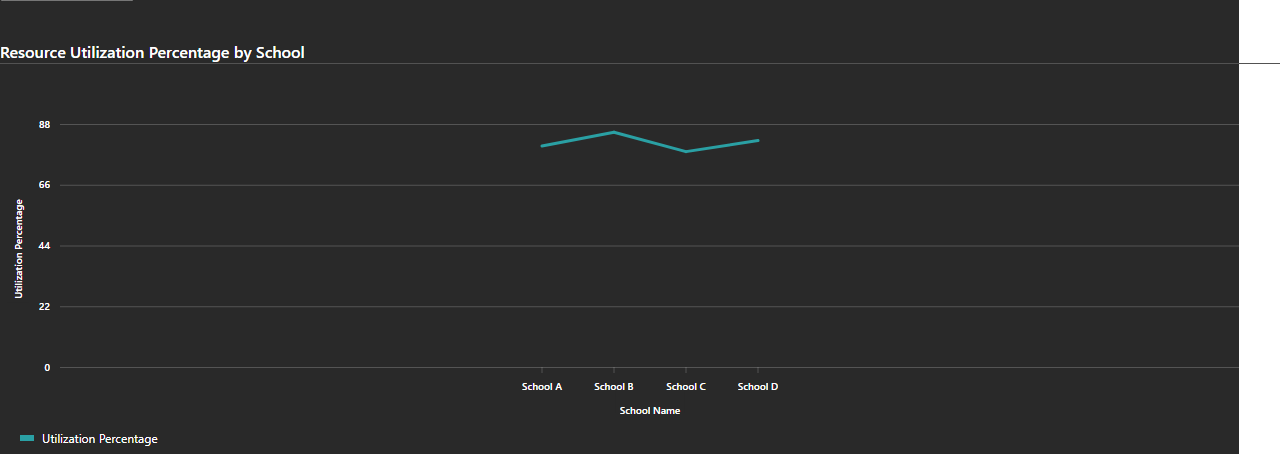 Resource Utilization Percentage by School
88
66
44
22
0
Utilization Percentage
School A School B School C School D
School Name
Utilization Percentage